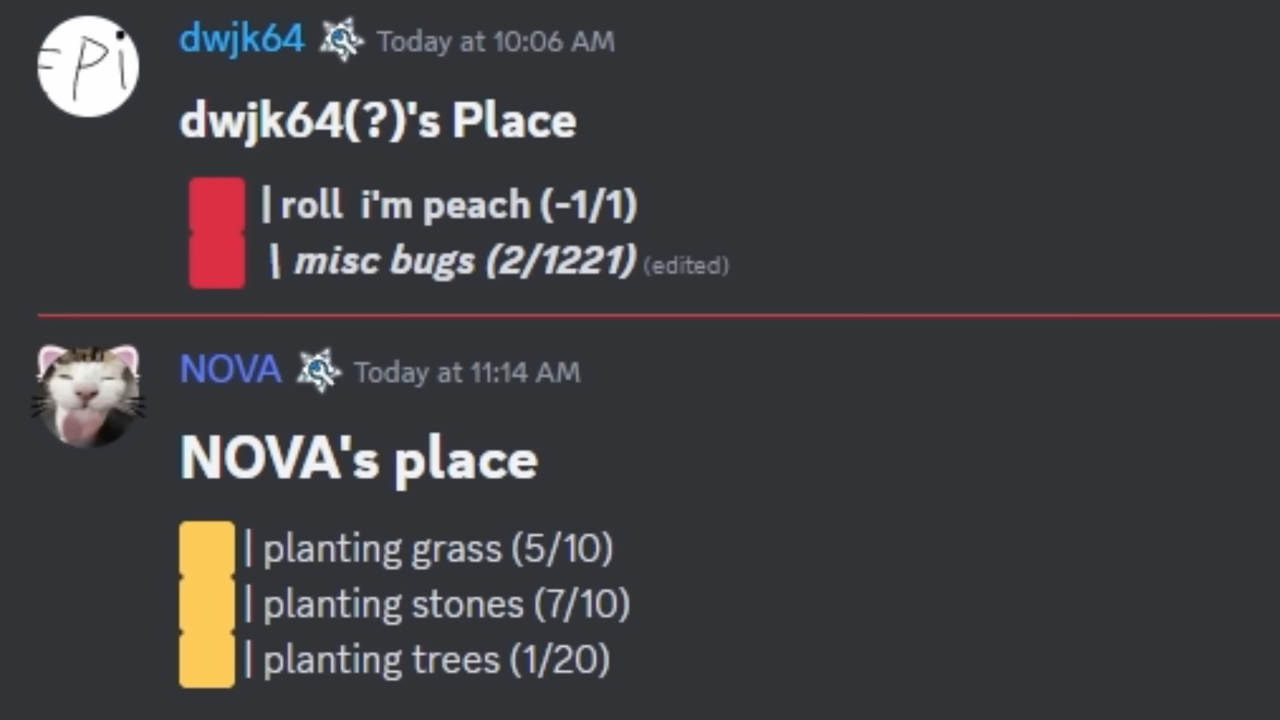 -Pi
dwjk64 Today at 10:06 AM
dwjk64(?)'s Place
| roll i'm peach (-1/1)
\ misc bugs (2/1221) (edited)
NOVA Today at 11:14 AM
NOVA's place
| planting grass (5/10)
| planting stones (7/10)
| planting trees (1/20)